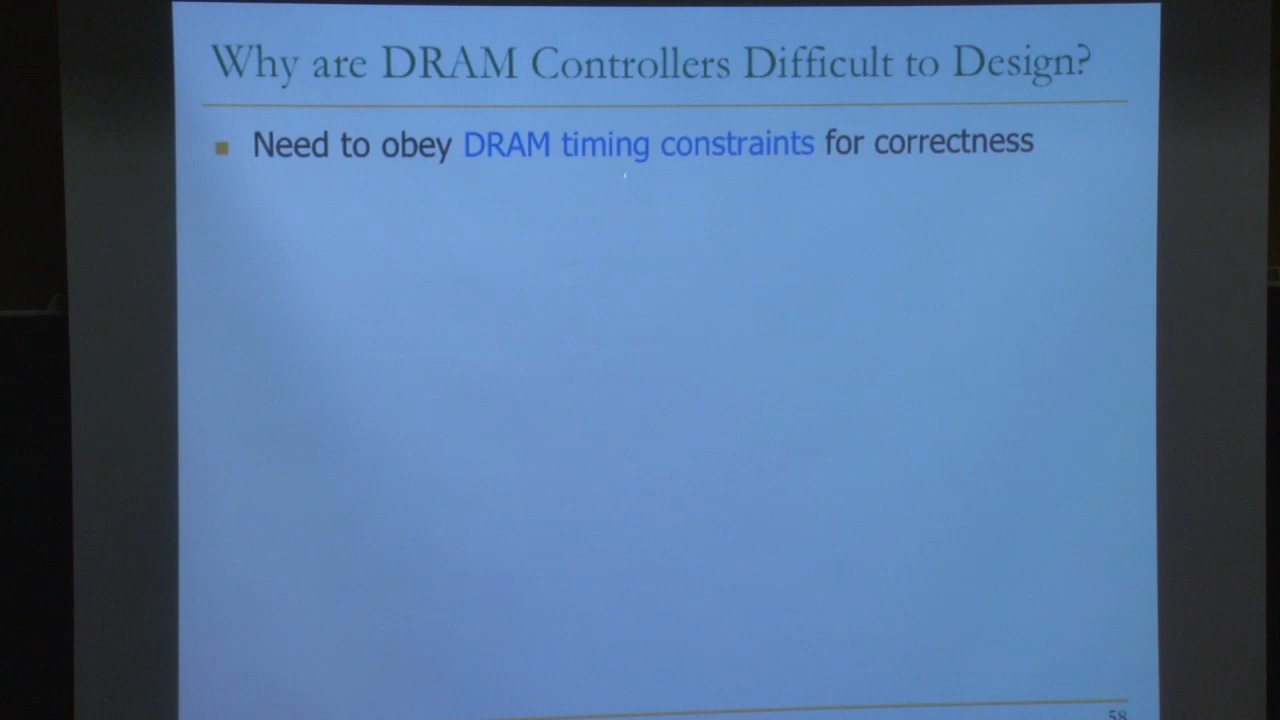 Why are DRAM Controllers Difficult to Design?
Need to obey DRAM timing constraints for correctness
58